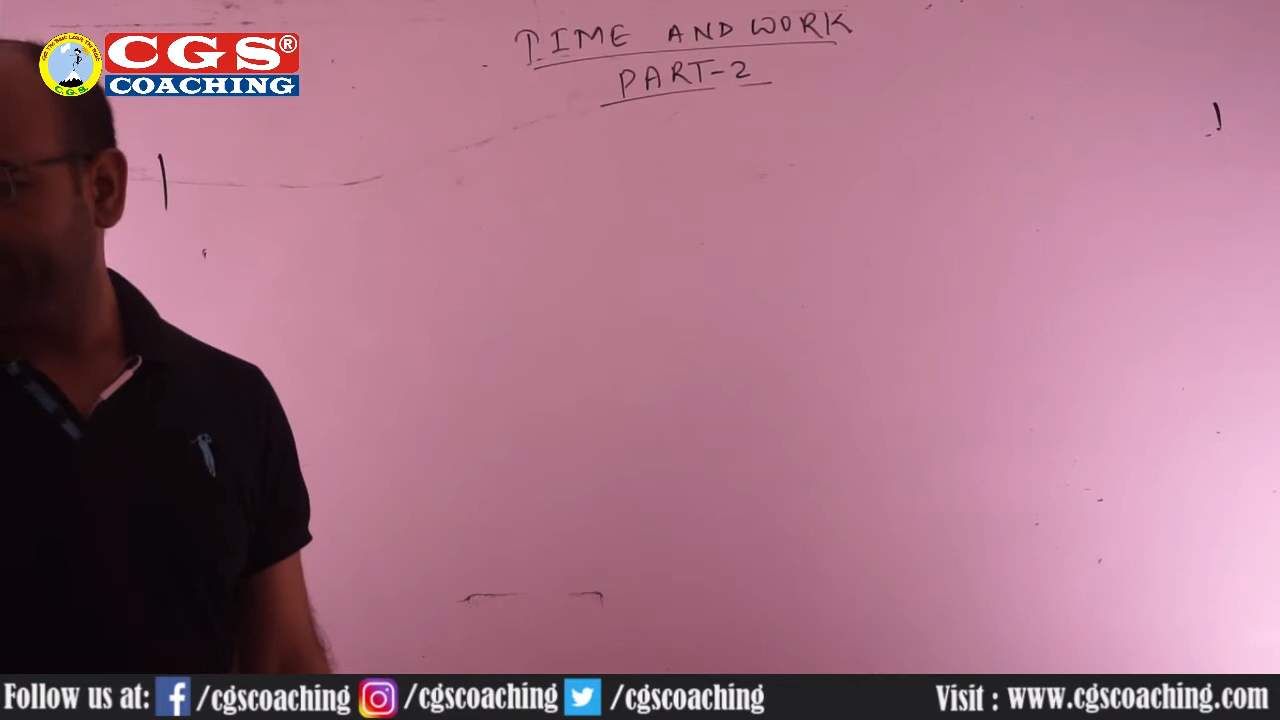 TIME AND WORK
PART-2
CGS®
COACHING
C.G.S.
Follow us at: /cgscoaching /cgscoaching /cgscoaching Visit : www.cgscoaching.com